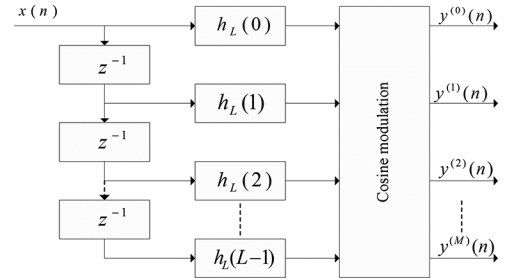 x(n)
h_L(0)
y^(0)(n)
z^-1
h_L(1)
y^(1)(n)
z^-1
h_L(2)
y^(2)(n)
z^-1
h_L(L-1)
y^(M)(n)
Cosine modulation